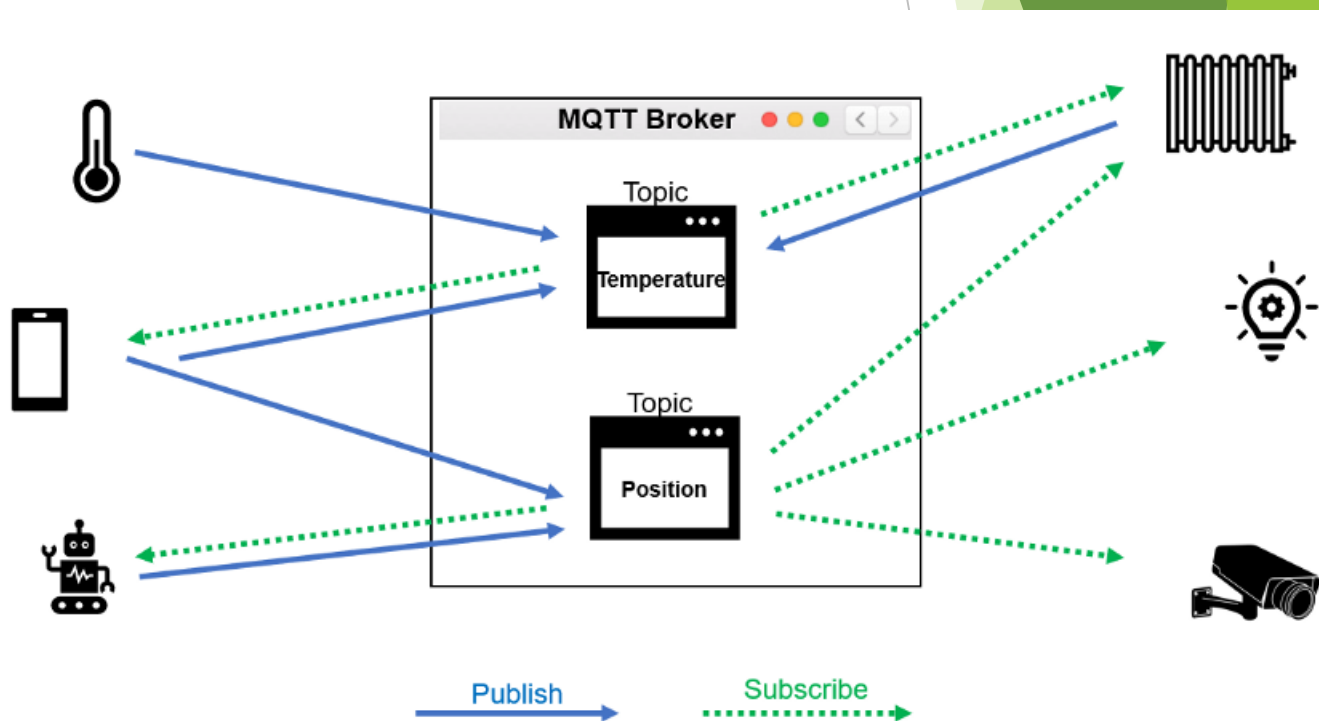 MQTT Broker
Topic
Temperature
Topic
Position
Publish
Subscribe